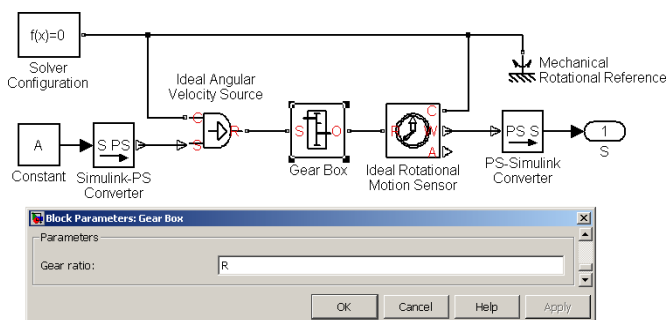 f(x)=0
Solver
Configuration
Ideal Angular
Velocity Source
Mechanical
Rotational Reference
A
Constant
S PS
Simulink-PS
Converter
C
S
R
S
O
Gear Box
R
C
W
A
Ideal Rotational
Motion Sensor
PS S
PS-Simulink
Converter
1
S
Block Parameters: Gear Box
Parameters
Gear ratio:
R
OK
Cancel
Help
Apply